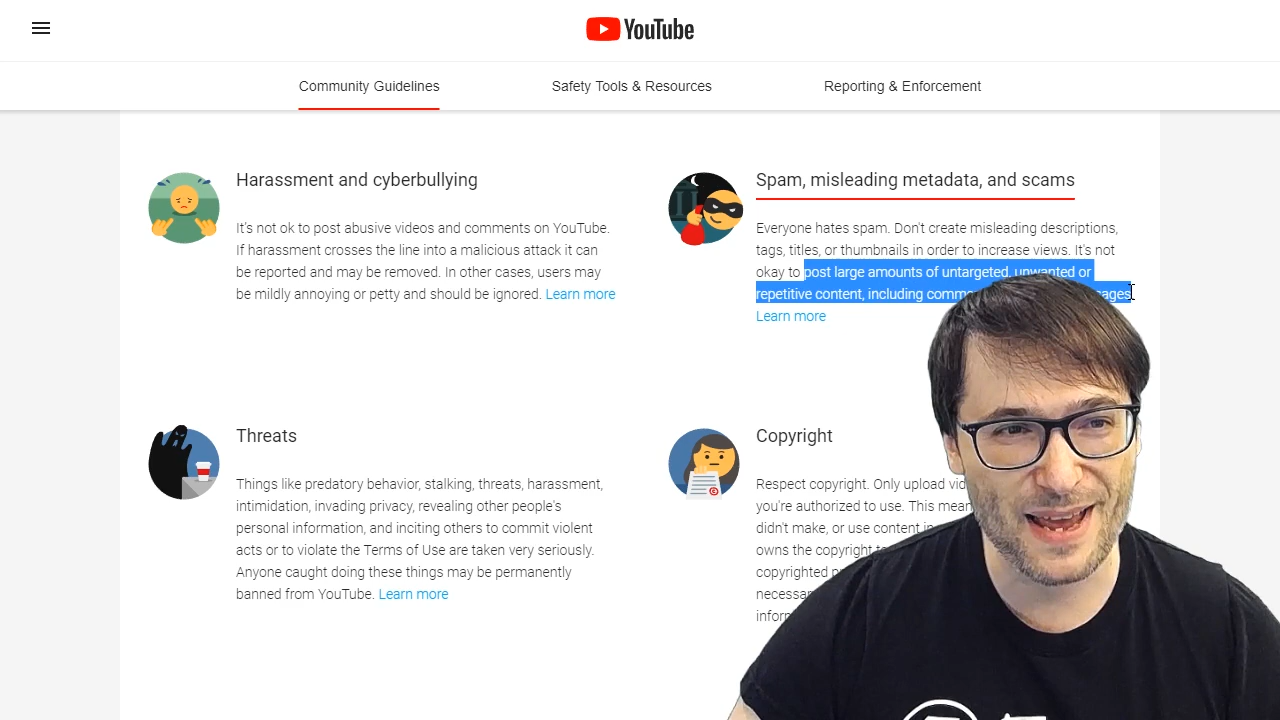 YouTube
Community Guidelines
Safety Tools & Resources
Reporting & Enforcement
Harassment and cyberbullying
It's not ok to post abusive videos and comments on YouTube.
If harassment crosses the line into a malicious attack it can
be reported and may be removed. In other cases, users may
be mildly annoying or petty and should be ignored. Learn more
Spam, misleading metadata, and scams
Everyone hates spam. Don't create misleading descriptions,
tags, titles, or thumbnails in order to increase views. It's not
okay to post large amounts of untargeted, unwanted or
repetitive content, including
Learn more
Threats
Things like predatory behavior, stalking, threats, harassment,
intimidation, invading privacy, revealing other people's
personal information, and inciting others to commit violent
acts or to violate the Terms of Use are taken very seriously.
Anyone caught doing these things may be permanently
banned from YouTube. Learn more
Copyright
Respect copyright. Only upload
you're authorized to use. This
didn't make, or use content
owns the copyright
copyrighted